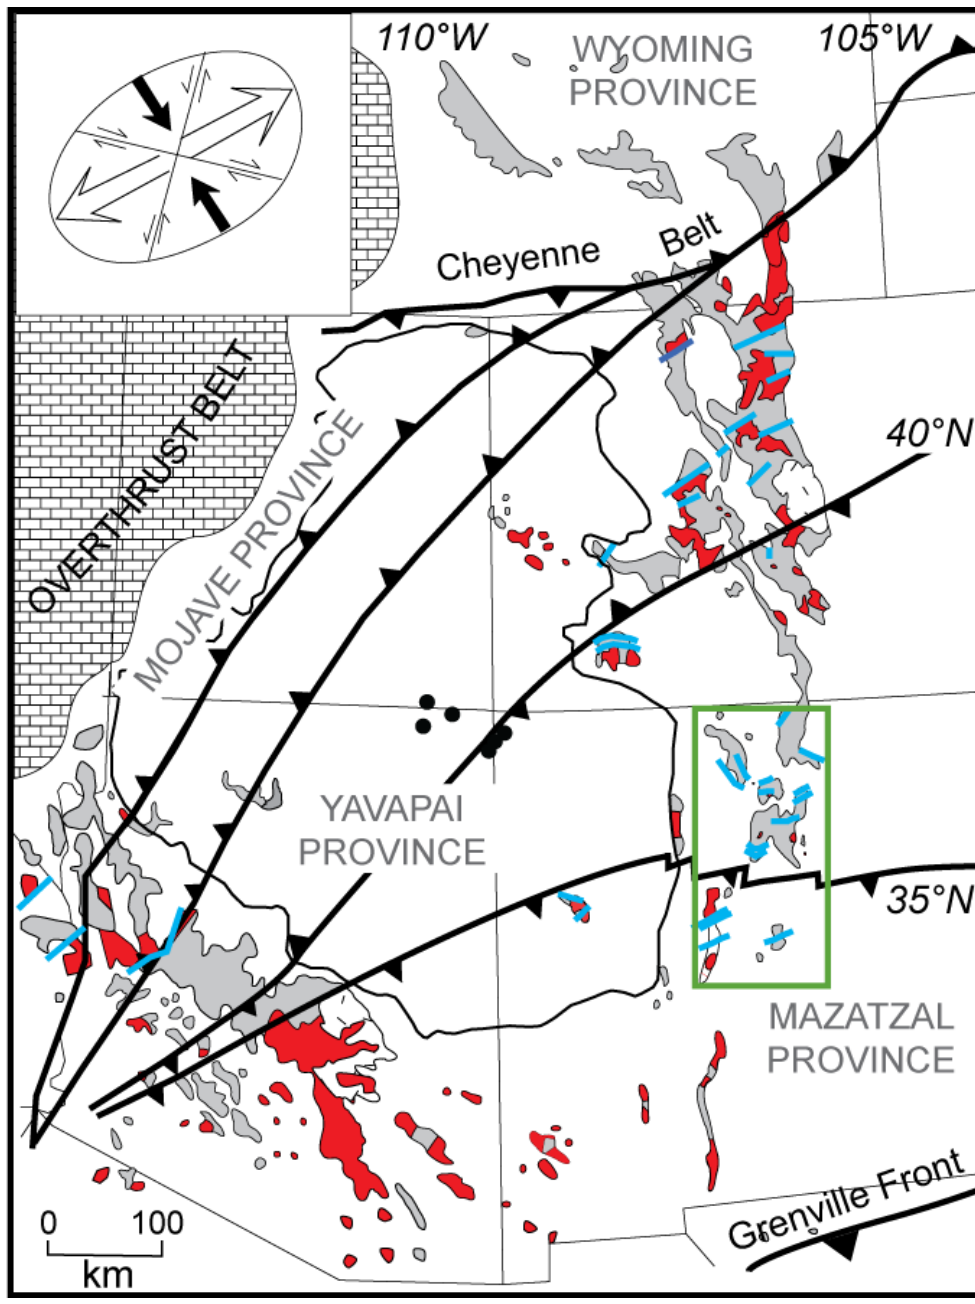 110°W
105°W
WYOMING
PROVINCE
Cheyenne Belt
OVERTHRUST BELT
MOJAVE PROVINCE
40°N
YAVAPAI
PROVINCE
35°N
MAZATZAL
PROVINCE
Grenville Front
0 100
km